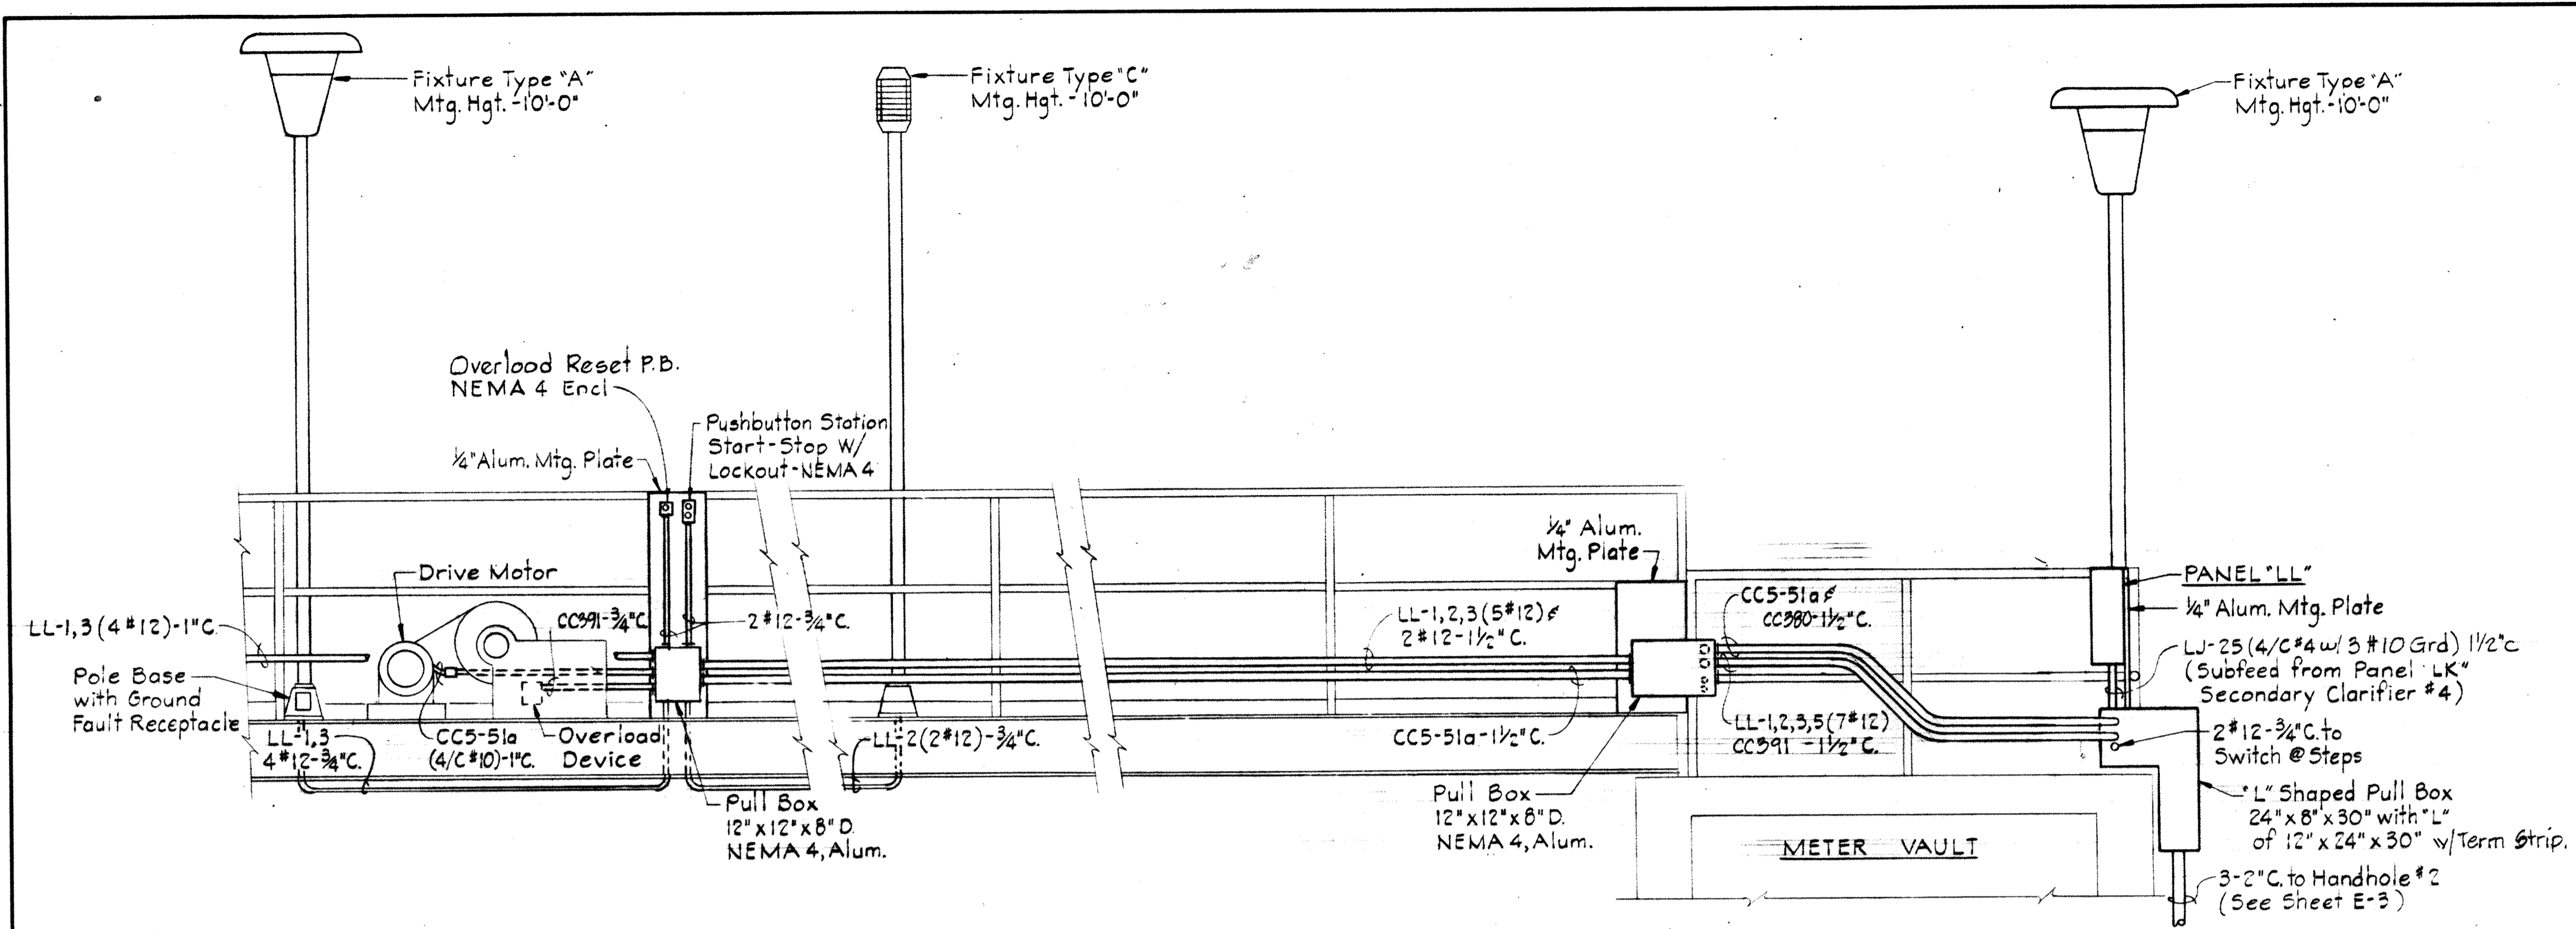 Fixture Type "A"
Mtg. Hgt. -10'-0"
Fixture Type "C"
Mtg. Hgt. - 10'-0"
Fixture Type "A"
Mtg. Hgt. -10'-0"
Overload Reset P.B.
NEMA 4 Encl
Pushbutton Station
Start-Stop W/
Lockout-NEMA 4
1/4" Alum. Mtg. Plate
1/4" Alum.
Mtg. Plate
Drive Motor
PANEL "LL"
1/4" Alum. Mtg. Plate
LL-1,3 (4 #12)-1"C.
CC391-3/4"C.
2 #12-3/4"C.
LL-1,2,3 (5#12) &
2 #12-1 1/2" C.
CC5-51a &
CC380-1 1/2"C.
LJ-25 (4/C #4 w/ 3 #10 Grd) 1 1/2"c
(Subfeed from Panel "LK"
Secondary Clarifier #4)
Pole Base
with Ground
Fault Receptacle
LL-1,3
4 #12-3/4"C.
CC5-51a
(4/C #10)-1"C.
Overload
Device
LL-2 (2#12)-3/4"C.
CC5-51a-1 1/2"C.
LL-1,2,3,5 (7#12)
CC391 -1 1/2"C.
2 #12-3/4"C. to
Switch @ Steps
Pull Box
12" x 12" x 8" D.
NEMA 4, Alum.
Pull Box
12" x 12" x 8" D.
NEMA 4, Alum.
"L" Shaped Pull Box
24" x 8" x 30" with "L"
of 12" x 24" x 30" w/ Term Strip.
METER VAULT
3-2"C. to Handhole #2
(See Sheet E-3)